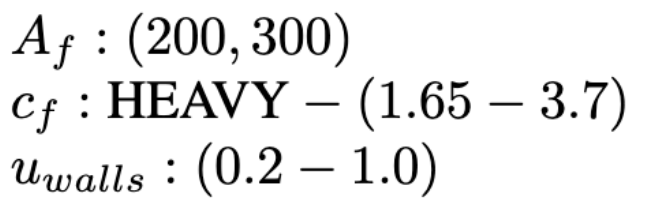 A_f : (200, 300)
c_f : HEAVY − (1.65 − 3.7)
u_walls : (0.2 − 1.0)